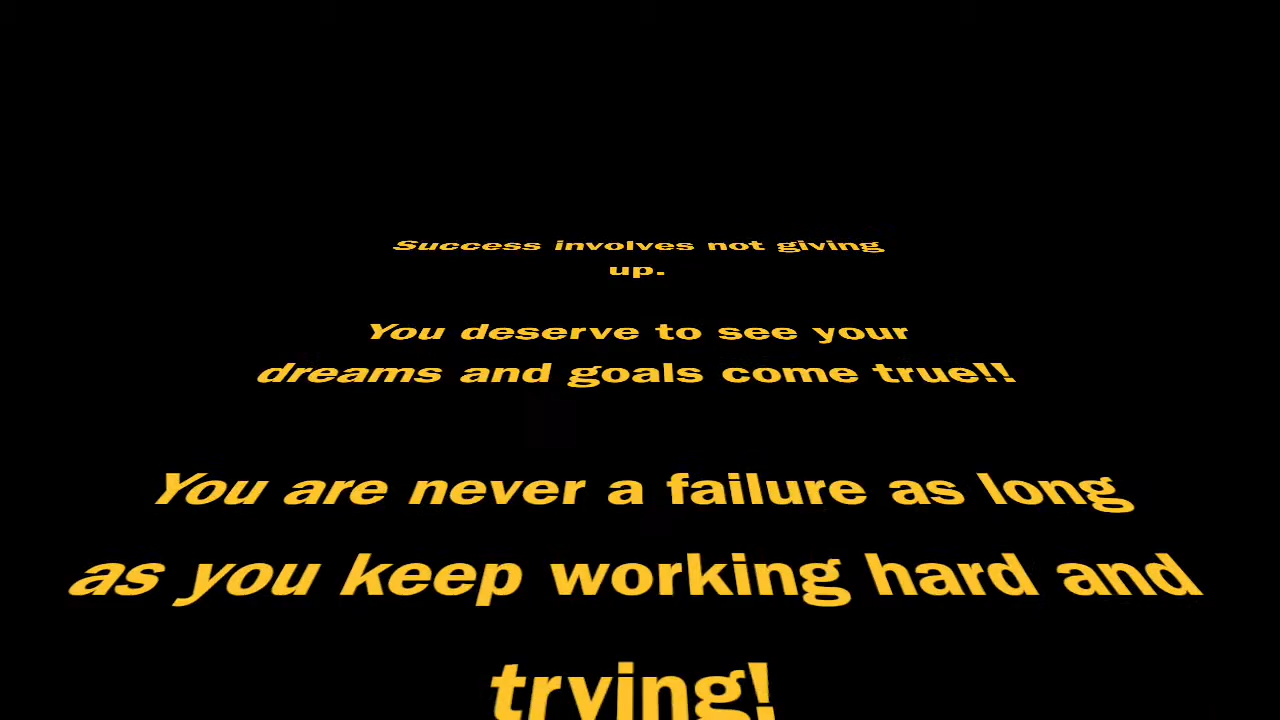 Success involves not giving
up.
You deserve to see your
dreams and goals come true!!
You are never a failure as long
as you keep working hard and
trying!